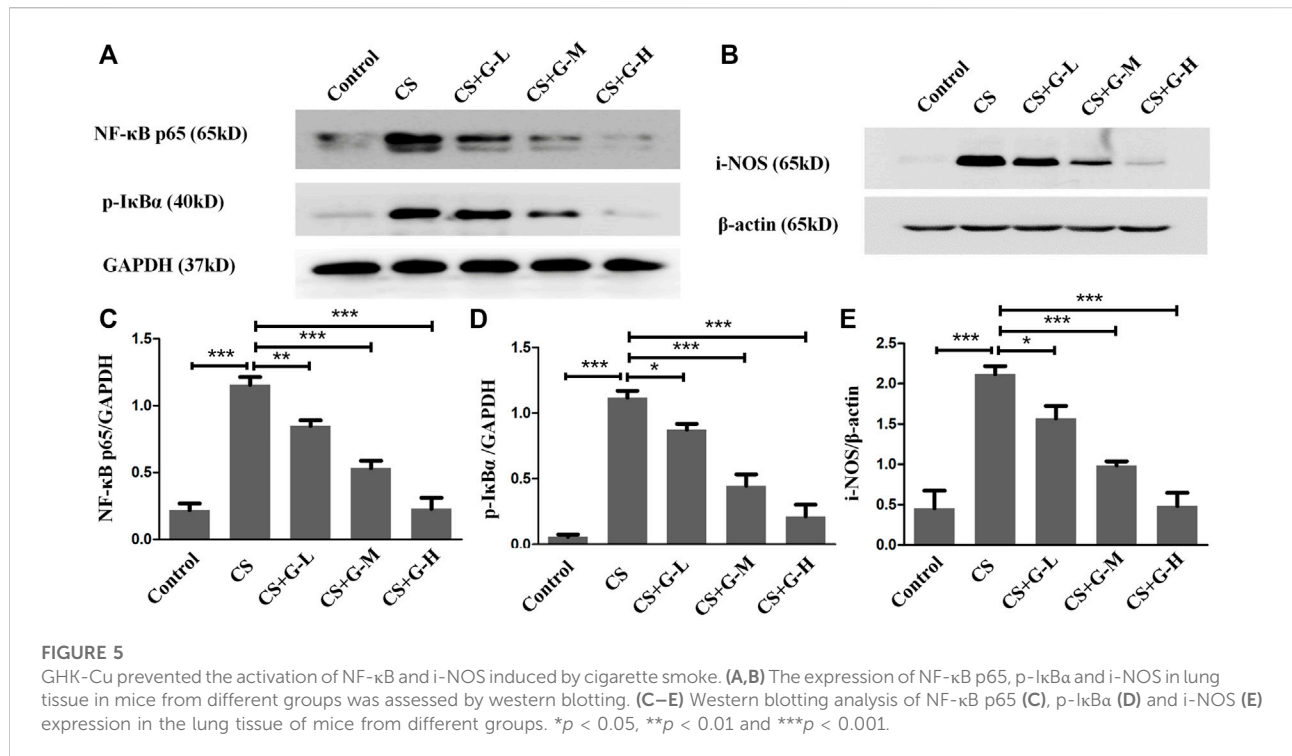 A
Control
CS
CS+G-L
CS+G-M
CS+G-H
NF-κB p65 (65kD)
p-IκBα (40kD)
GAPDH (37kD)
B
Control
CS
CS+G-L
CS+G-M
CS+G-H
i-NOS (65kD)
β-actin (65kD)
C
NF-κB p65/GAPDH
1.5
1.0
0.5
0.0
***
**
***
***
Control
CS
CS+G-L
CS+G-M
CS+G-H
D
p-IκBα /GAPDH
1.5
1.0
0.5
0.0
***
*
***
***
Control
CS
CS+G-L
CS+G-M
CS+G-H
E
i-NOS/β-actin
2.5
2.0
1.5
1.0
0.5
0.0
***
*
***
***
Control
CS
CS+G-L
CS+G-M
CS+G-H
FIGURE 5
GHK-Cu prevented the activation of NF-κB and i-NOS induced by cigarette smoke. (A,B) The expression of NF-κB p65, p-IκBα and i-NOS in lung
tissue in mice from different groups was assessed by western blotting. (C–E) Western blotting analysis of NF-κB p65 (C), p-IκBα (D) and i-NOS (E)
expression in the lung tissue of mice from different groups. *p < 0.05, **p < 0.01 and ***p < 0.001.